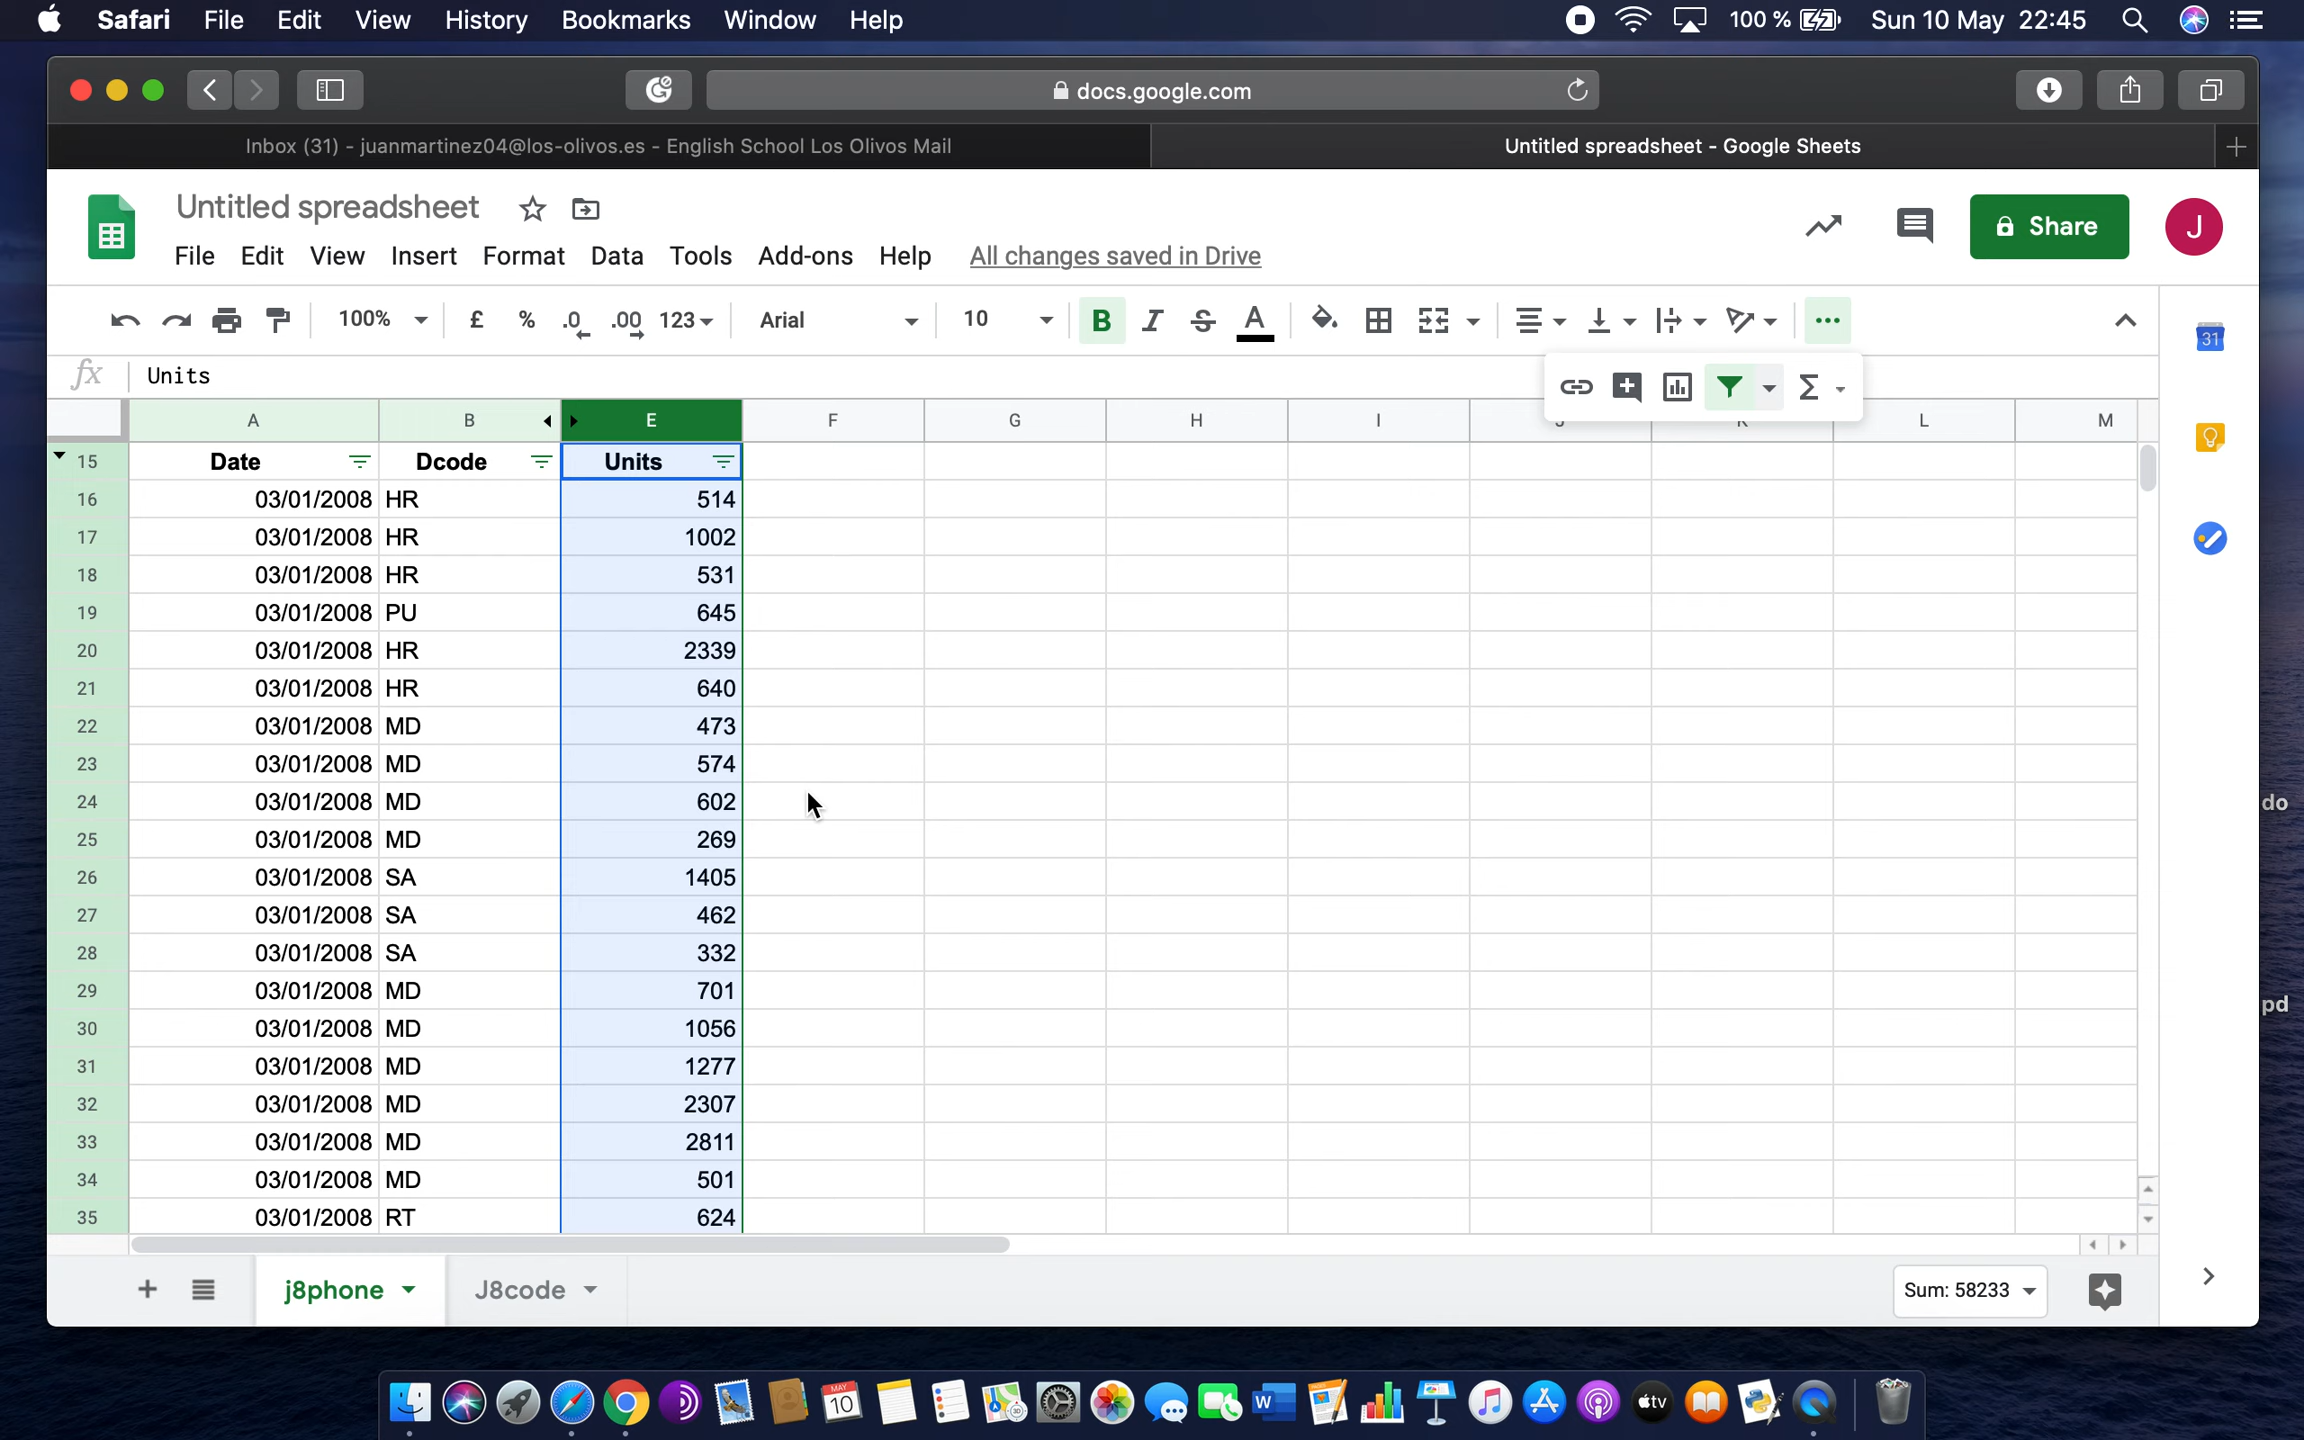 Safari File Edit View History Bookmarks Window Help 100 % Sun 10 May 22:45
docs.google.com
Inbox (31) - juanmartinez04@los-olivos.es - English School Los Olivos Mail Untitled spreadsheet - Google Sheets
Untitled spreadsheet
Share J
File Edit View Insert Format Data Tools Add-ons Help All changes saved in Drive
100% £ % .0 .00 123 Arial 10 B I S A
31
fx Units
A B E F G H I L M
15 Date Dcode Units
16 03/01/2008 HR 514
17 03/01/2008 HR 1002
18 03/01/2008 HR 531
19 03/01/2008 PU 645
20 03/01/2008 HR 2339
21 03/01/2008 HR 640
22 03/01/2008 MD 473
23 03/01/2008 MD 574
24 03/01/2008 MD 602
do
25 03/01/2008 MD 269
26 03/01/2008 SA 1405
27 03/01/2008 SA 462
28 03/01/2008 SA 332
29 03/01/2008 MD 701
pd
30 03/01/2008 MD 1056
31 03/01/2008 MD 1277
32 03/01/2008 MD 2307
33 03/01/2008 MD 2811
34 03/01/2008 MD 501
35 03/01/2008 RT 624
j8phone J8code Sum: 58233
MAY 10 3D W tv